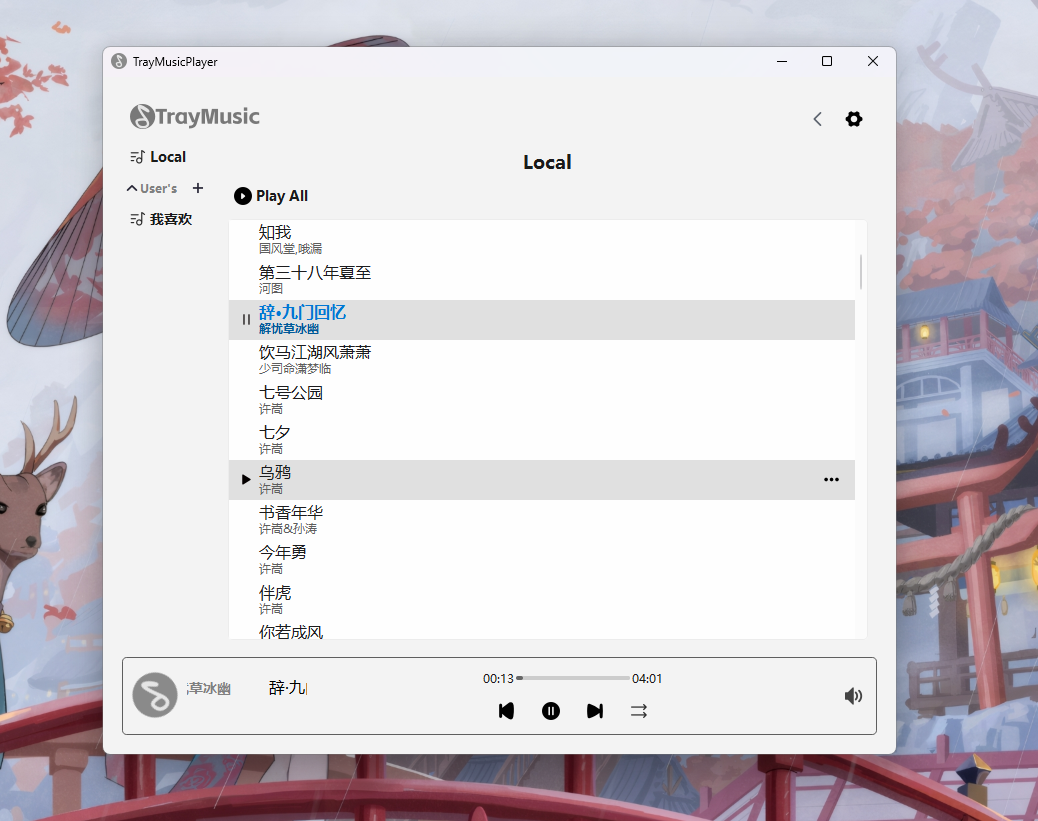 TrayMusicPlayer
TrayMusic
Local
User's
我喜欢
Local
Play All
知我
国风堂,哦漏
第三十八年夏至
河图
辞·九门回忆
解忧草冰幽
饮马江湖风萧萧
少司命潇梦临
七号公园
许嵩
七夕
许嵩
乌鸦
许嵩
书香年华
许嵩&孙涛
今年勇
许嵩
伴虎
许嵩
你若成风
草冰幽
辞·九
00:13
04:01